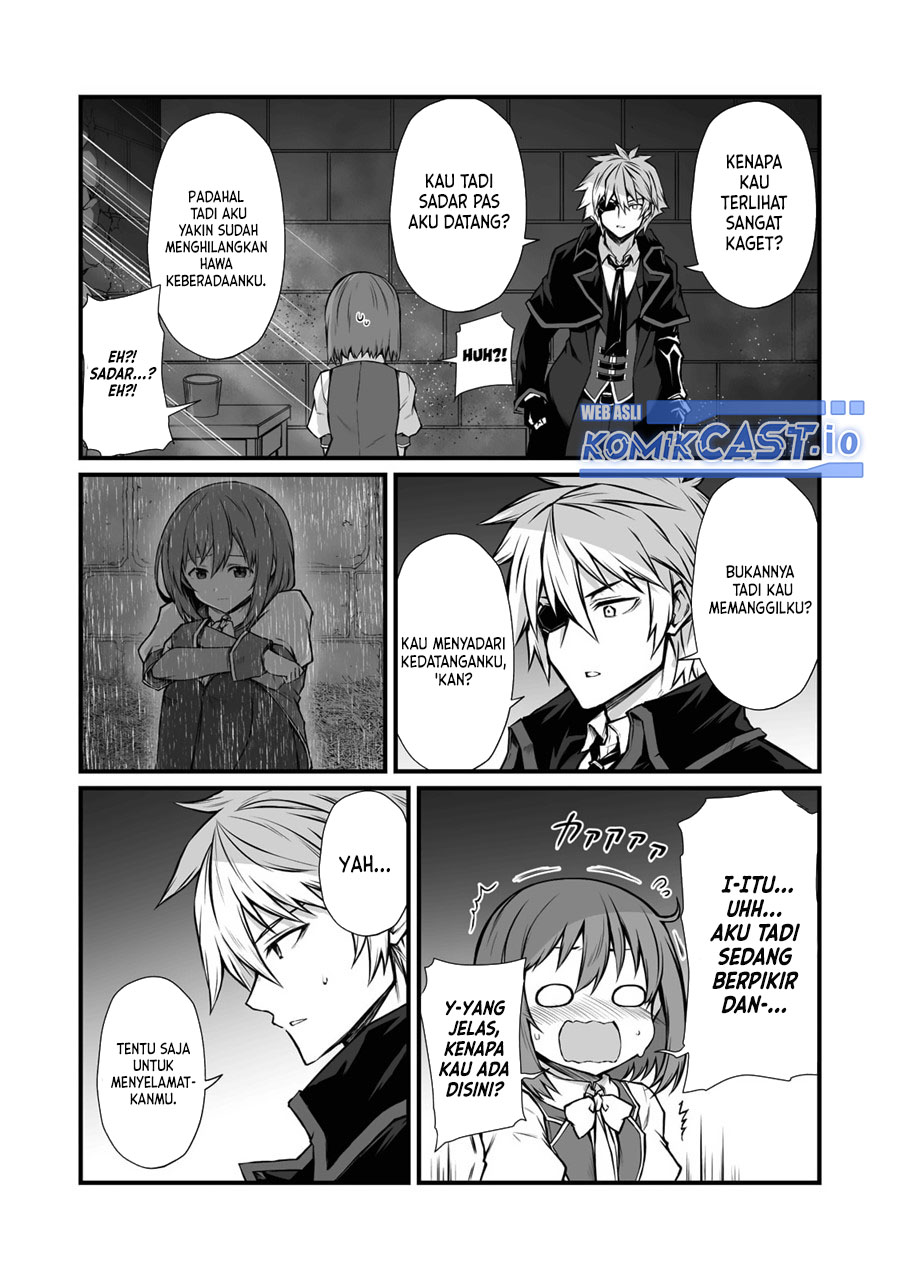 KENAPA
KAU
TERLIHAT
SANGAT
KAGET?
KAU TADI
SADAR PAS
AKU DATANG?
HUH?!
PADAHAL
TADI AKU
YAKIN SUDAH
MENGHILANGKAN
HAWA
KEBERADAANKU.
EH?!
SADAR...?
EH?!
WEB ASLI
KOMIKCAST.io
BUKANNYA
TADI KAU
MEMANGGILKU?
KAU MENYADARI
KEDATANGANKU,
'KAN?
I-ITU...
UHH...
AKU TADI
SEDANG
BERPIKIR
DAN-...
カァァァァ
Y-YANG
JELAS,
KENAPA
KAU ADA
DISINI?
YAH...
TENTU SAJA
UNTUK
MENYELAMAT-
KANMU.